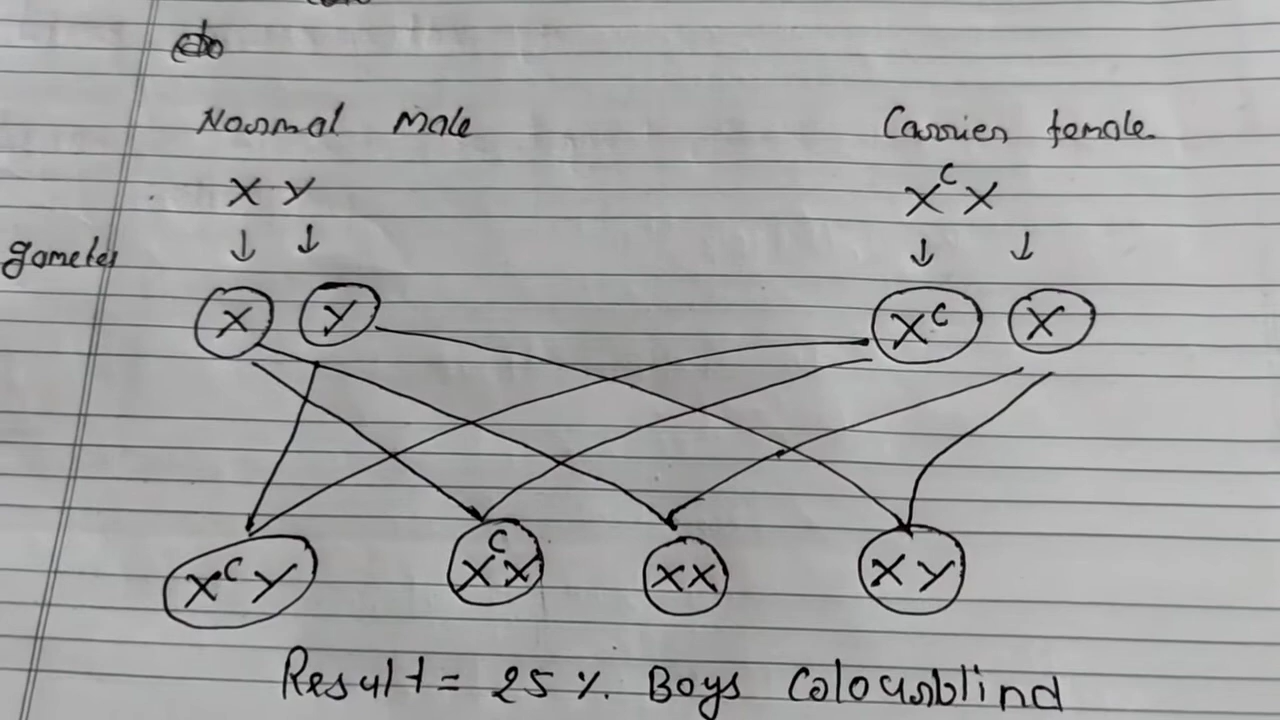 Normal Male Carrier female
X Y X^C X
↓ ↓ ↓ ↓
gametes
X Y X^C X
X^C Y X^C X XX XY
Result = 25 %. Boys Colourblind